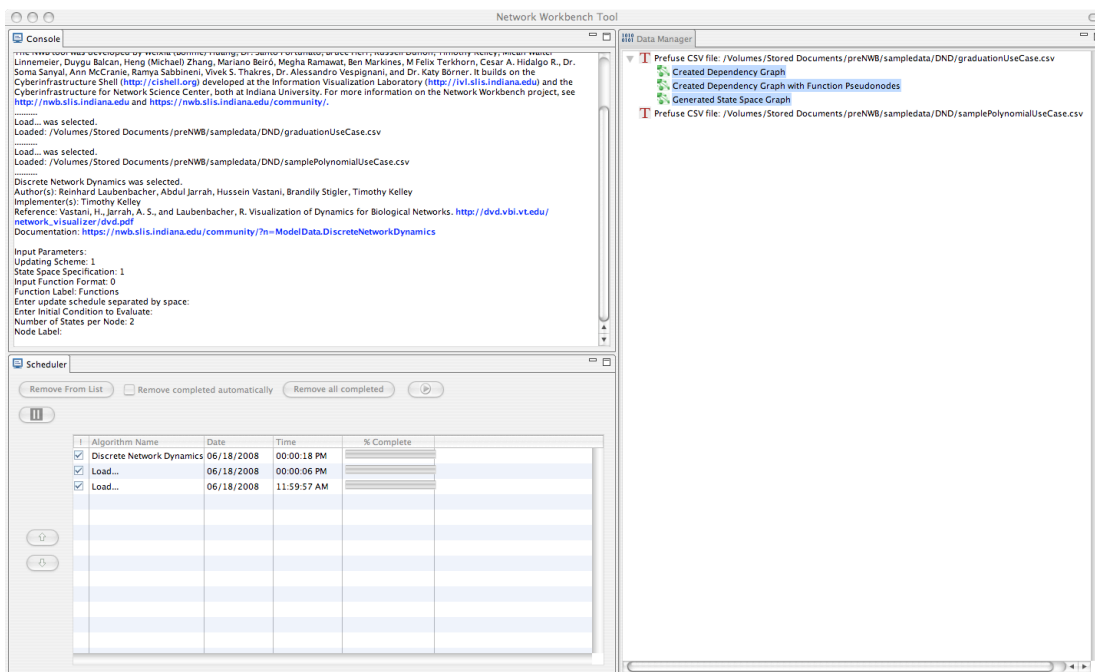 Network Workbench Tool
Console
The NWB tool was developed by Weixia (Bonnie) Huang, Dr. Santo Fortunato, Bruce Herr, Russell Duhon, Timothy Kelley, Micah Walter
Linnemeier, Duygu Balcan, Heng (Michael) Zhang, Mariano Beiró, Megha Ramawat, Ben Markines, M Felix Terkhorn, Cesar A. Hidalgo R., Dr.
Soma Sanyal, Ann McCranie, Ramya Sabbineni, Vivek S. Thakres, Dr. Alessandro Vespignani, and Dr. Katy Börner. It builds on the
Cyberinfrastructure Shell (http://cishell.org) developed at the Information Visualization Laboratory (http://ivl.slis.indiana.edu) and the
Cyberinfrastructure for Network Science Center, both at Indiana University. For more information on the Network Workbench project, see
http://nwb.slis.indiana.edu and https://nwb.slis.indiana.edu/community/.
..........
Load... was selected.
Loaded: /Volumes/Stored Documents/preNWB/sampledata/DND/graduationUseCase.csv
..........
Load... was selected.
Loaded: /Volumes/Stored Documents/preNWB/sampledata/DND/samplePolynomialUseCase.csv
..........
Discrete Network Dynamics was selected.
Author(s): Reinhard Laubenbacher, Abdul Jarrah, Hussein Vastani, Brandily Stigler, Timothy Kelley
Implementer(s): Timothy Kelley
Reference: Vastani, H., Jarrah, A. S., and Laubenbacher, R. Visualization of Dynamics for Biological Networks. http://dvd.vbi.vt.edu/
network_visualizer/dvd.pdf
Documentation: https://nwb.slis.indiana.edu/community/?n=ModelData.DiscreteNetworkDynamics
Input Parameters:
Updating Scheme: 1
State Space Specification: 1
Input Function Format: 0
Function Label: Functions
Enter update schedule separated by space:
Enter Initial Condition to Evaluate:
Number of States per Node: 2
Node Label:
Scheduler
Remove From List Remove completed automatically Remove all completed
! Algorithm Name Date Time % Complete
Discrete Network Dynamics 06/18/2008 00:00:18 PM
Load... 06/18/2008 00:00:06 PM
Load... 06/18/2008 11:59:57 AM
1010 0101 Data Manager
T Prefuse CSV file: /Volumes/Stored Documents/preNWB/sampledata/DND/graduationUseCase.csv
Created Dependency Graph
Created Dependency Graph with Function Pseudonodes
Generated State Space Graph
T Prefuse CSV file: /Volumes/Stored Documents/preNWB/sampledata/DND/samplePolynomialUseCase.csv